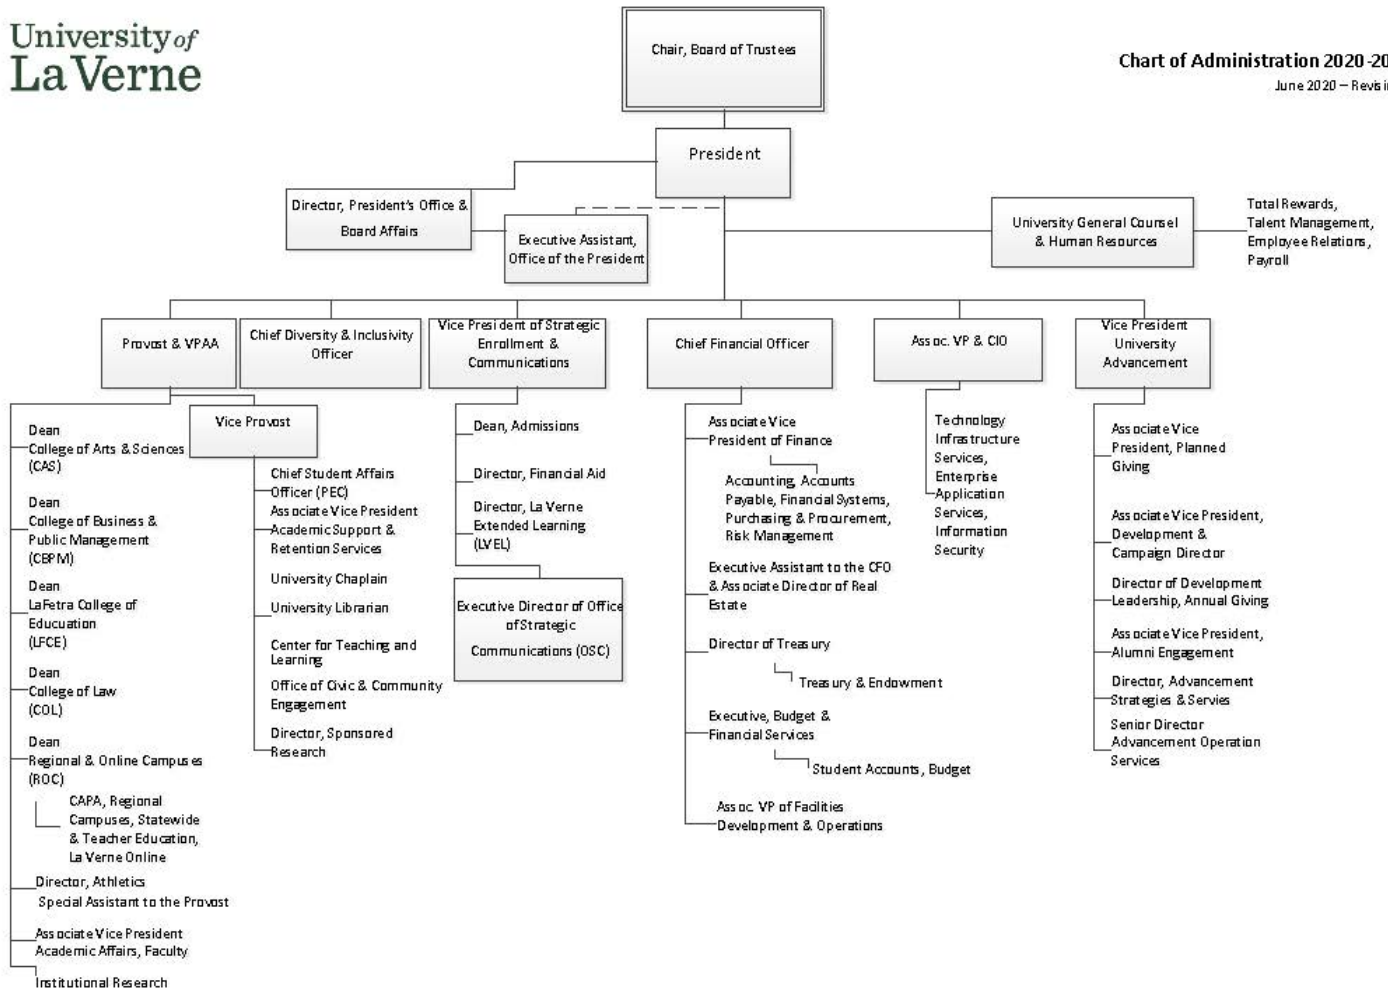 University of
La Verne
Chart of Administration 2020-20
June 2020 – Revisi
Chair, Board of Trustees
President
Director, President's Office &
Board Affairs
Executive Assistant,
Office of the President
University General Counsel
& Human Resources
Total Rewards,
Talent Management,
Employee Relations,
Payroll
Provost & VPAA
Chief Diversity & Inclusivity
Officer
Vice President of Strategic
Enrollment &
Communications
Chief Financial Officer
Assoc. VP & CIO
Vice President
University
Advancement
Dean
College of Arts & Sciences
(CAS)
Dean
College of Business &
Public Management
(CBPM)
Dean
LaFetra College of
Educuation
(LFCE)
Dean
College of Law
(COL)
Dean
Regional & Online Campuses
(ROC)
CAPA, Regional
Campuses, Statewide
& Teacher Education,
La Verne Online
Director, Athletics
Special Assistant to the Provost
Associate Vice President
Academic Affairs, Faculty
Institutional Research
Vice Provost
Chief Student Affairs
Officer (PEC)
Associate Vice President
Academic Support &
Retention Services
University Chaplain
University Librarian
Center for Teaching and
Learning
Office of Civic & Community
Engagement
Director, Sponsored
Research
Dean, Admissions
Director, Financial Aid
Director, La Verne
Extended Learning
(LVEL)
Executive Director of Office
of Strategic
Communications (OSC)
Associate Vice
President of Finance
Accounting, Accounts
Payable, Financial Systems,
Purchasing & Procurement,
Risk Management
Executive Assistant to the CFO
& Associate Director of Real
Estate
Director of Treasury
Treasury & Endowment
Executive, Budget &
Financial Services
Student Accounts, Budget
Assoc. VP of Facilities
Development & Operations
Technology
Infrastructure
Services,
Enterprise
Application
Services,
Information
Security
Associate Vice
President, Planned
Giving
Associate Vice President,
Development &
Campaign Director
Director of Development
Leadership, Annual Giving
Associate Vice President,
Alumni Engagement
Director, Advancement
Strategies & Servies
Senior Director
Advancement Operation
Services